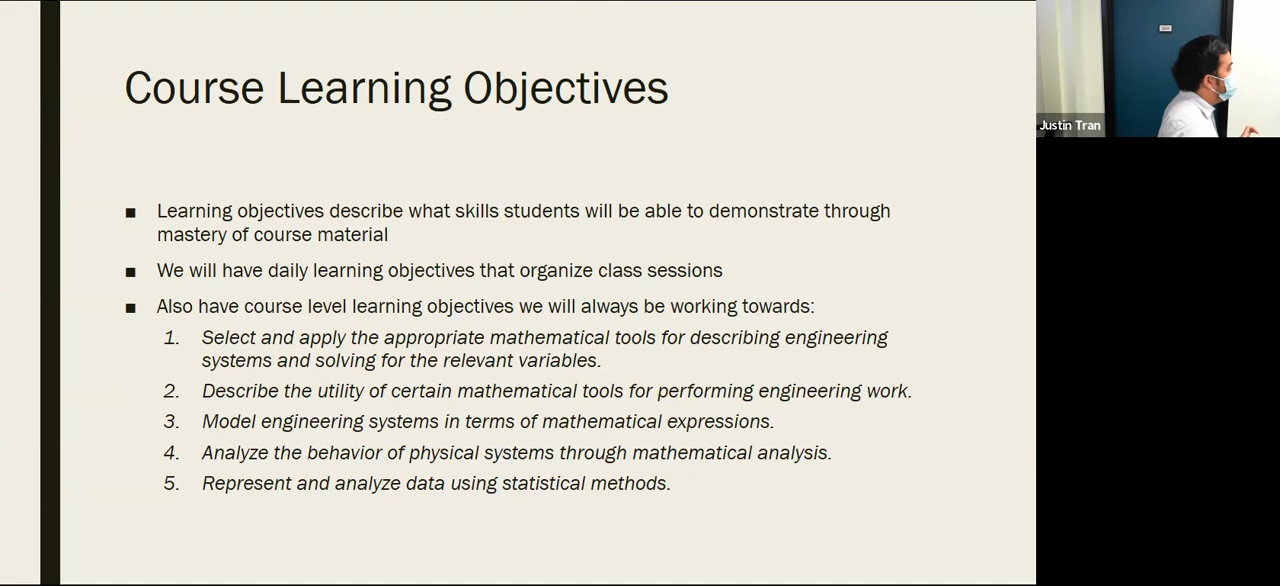 Course Learning Objectives
■ Learning objectives describe what skills students will be able to demonstrate through
mastery of course material
■ We will have daily learning objectives that organize class sessions
■ Also have course level learning objectives we will always be working towards:
1. Select and apply the appropriate mathematical tools for describing engineering
systems and solving for the relevant variables.
2. Describe the utility of certain mathematical tools for performing engineering work.
3. Model engineering systems in terms of mathematical expressions.
4. Analyze the behavior of physical systems through mathematical analysis.
5. Represent and analyze data using statistical methods.
Justin Tran